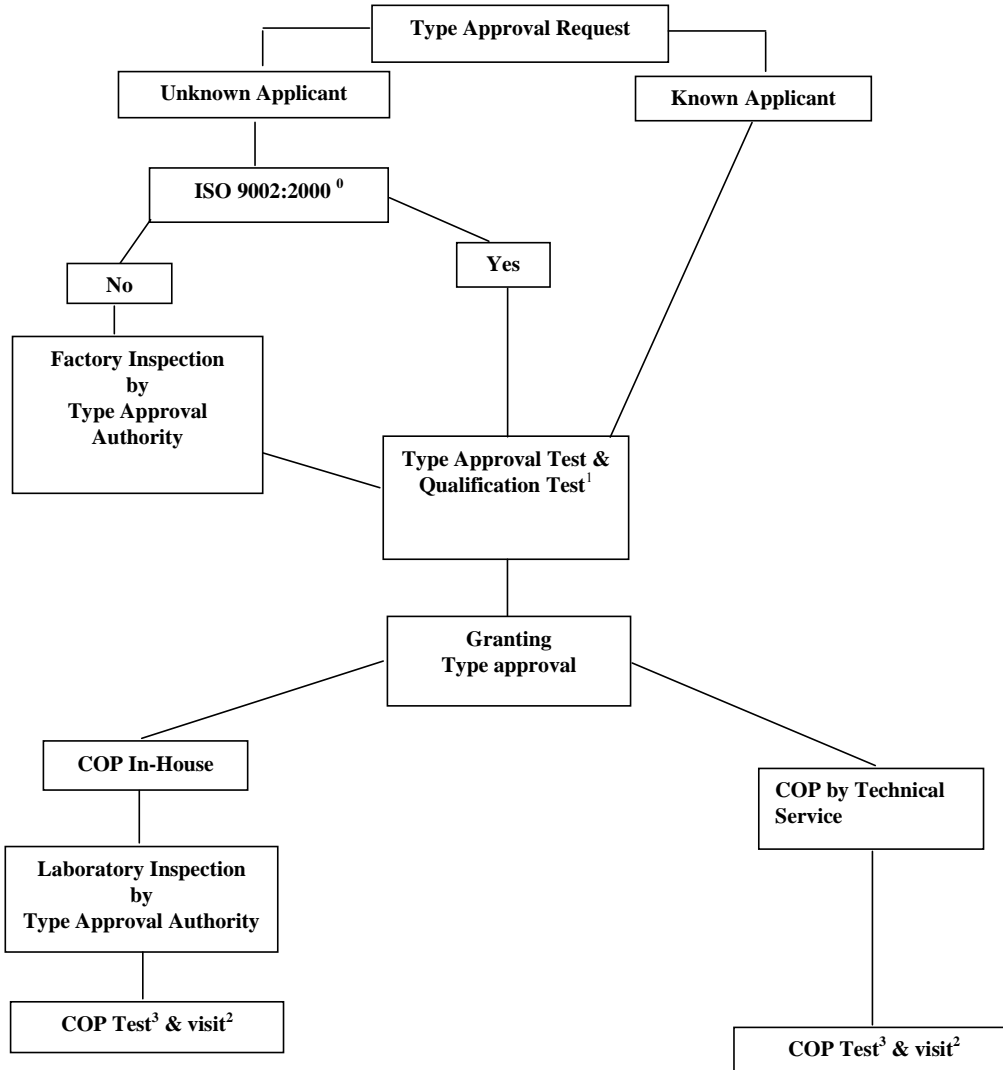 Type Approval Request
Unknown Applicant
Known Applicant
ISO 9002:2000 ⁰
Yes
No
Factory Inspection
by
Type Approval
Authority
Type Approval Test &
Qualification Test¹
Granting
Type approval
COP In-House
COP by Technical
Service
Laboratory Inspection
by
Type Approval Authority
COP Test³ & visit²
COP Test³ & visit²